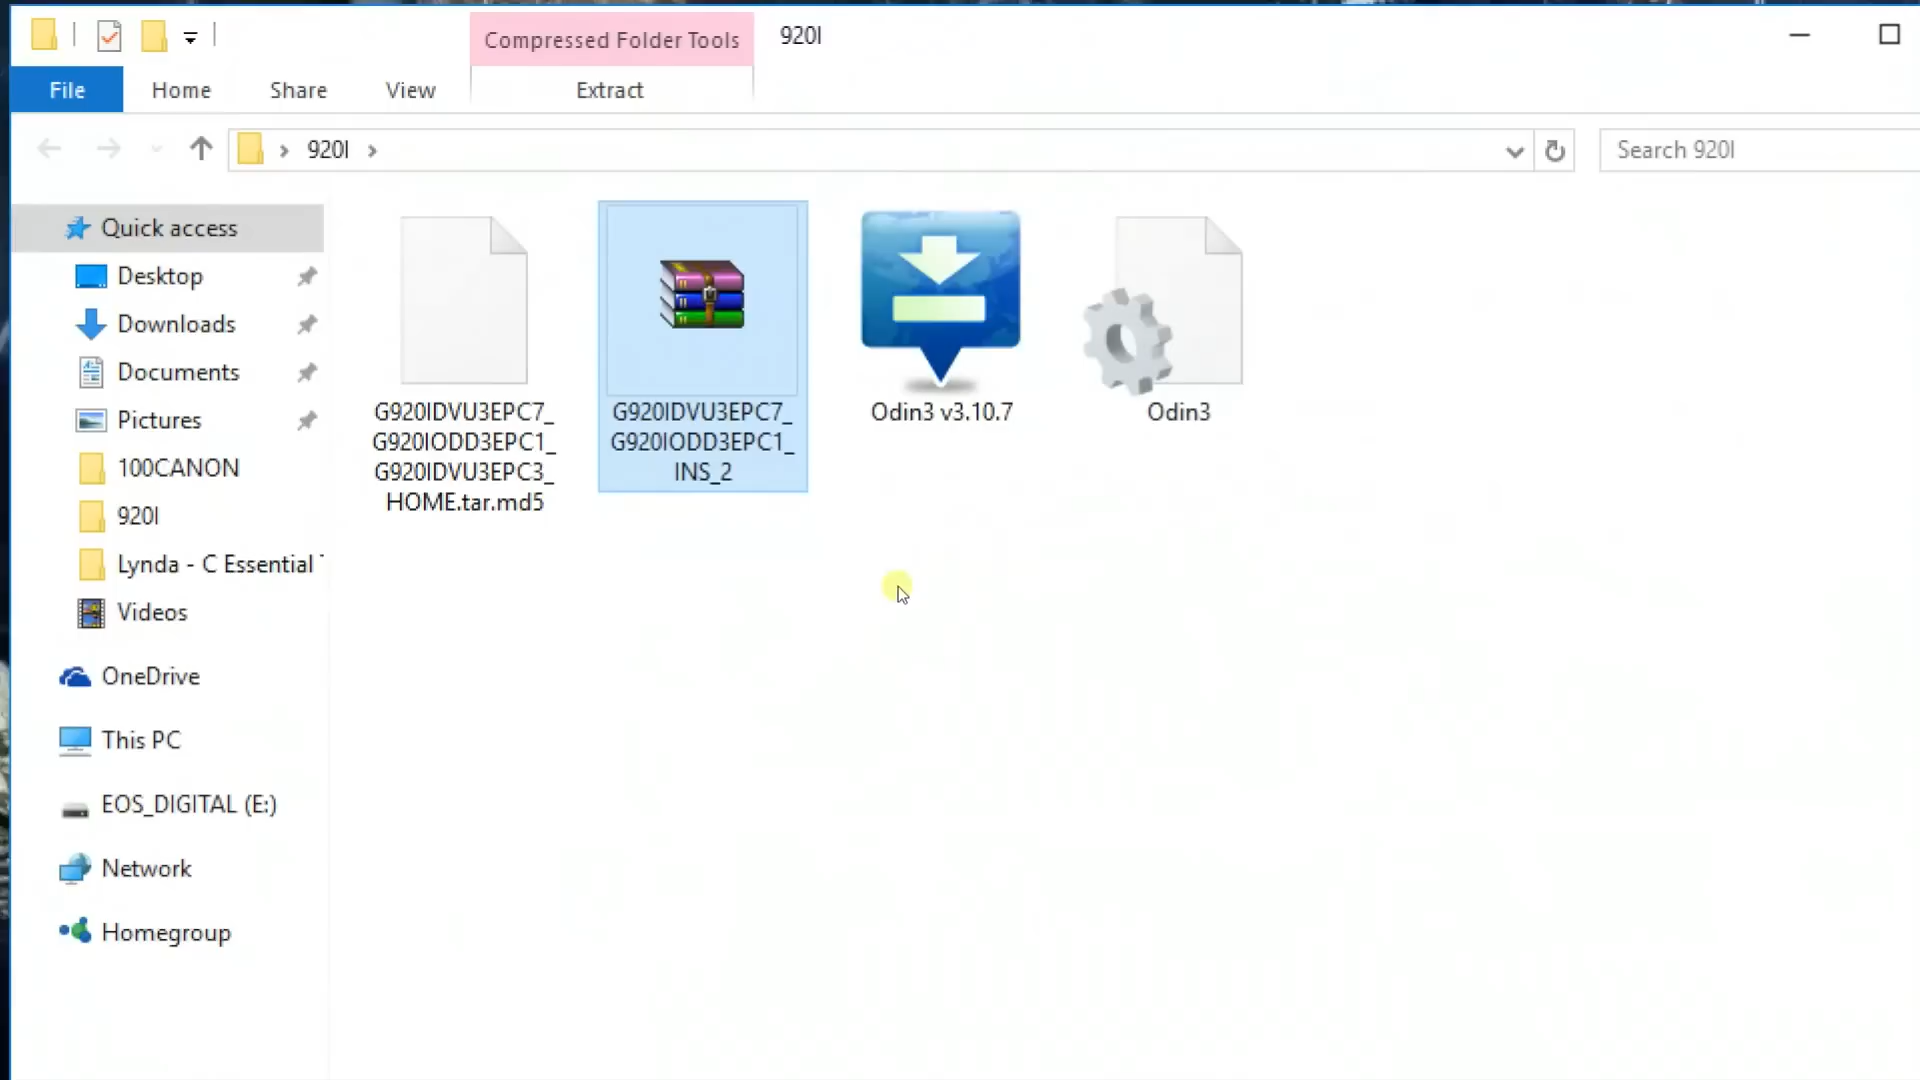 Compressed Folder Tools
920I
File
Home
Share
View
Extract
920I
Search 920I
Quick access
Desktop
Downloads
Documents
Pictures
100CANON
920I
Lynda - C Essential
Videos
OneDrive
This PC
EOS_DIGITAL (E:)
Network
Homegroup
G920IDVU3EPC7_
G920IODD3EPC1_
G920IDVU3EPC3_
HOME.tar.md5
G920IDVU3EPC7_
G920IODD3EPC1_
INS_2
Odin3 v3.10.7
Odin3